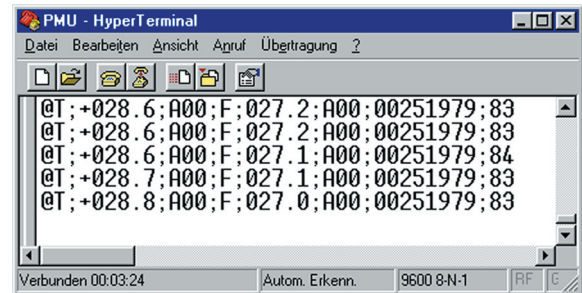 PMU - HyperTerminal
Datei Bearbeiten Ansicht Anruf Übertragung ?
@T;+028.6;A00;F;027.2;A00;00251979;83
@T;+028.6;A00;F;027.2;A00;00251979;83
@T;+028.6;A00;F;027.1;A00;00251979;84
@T;+028.7;A00;F;027.1;A00;00251979;83
@T;+028.8;A00;F;027.0;A00;00251979;83
Verbunden 00:03:24 Autom. Erkenn. 9600 8-N-1 RF G